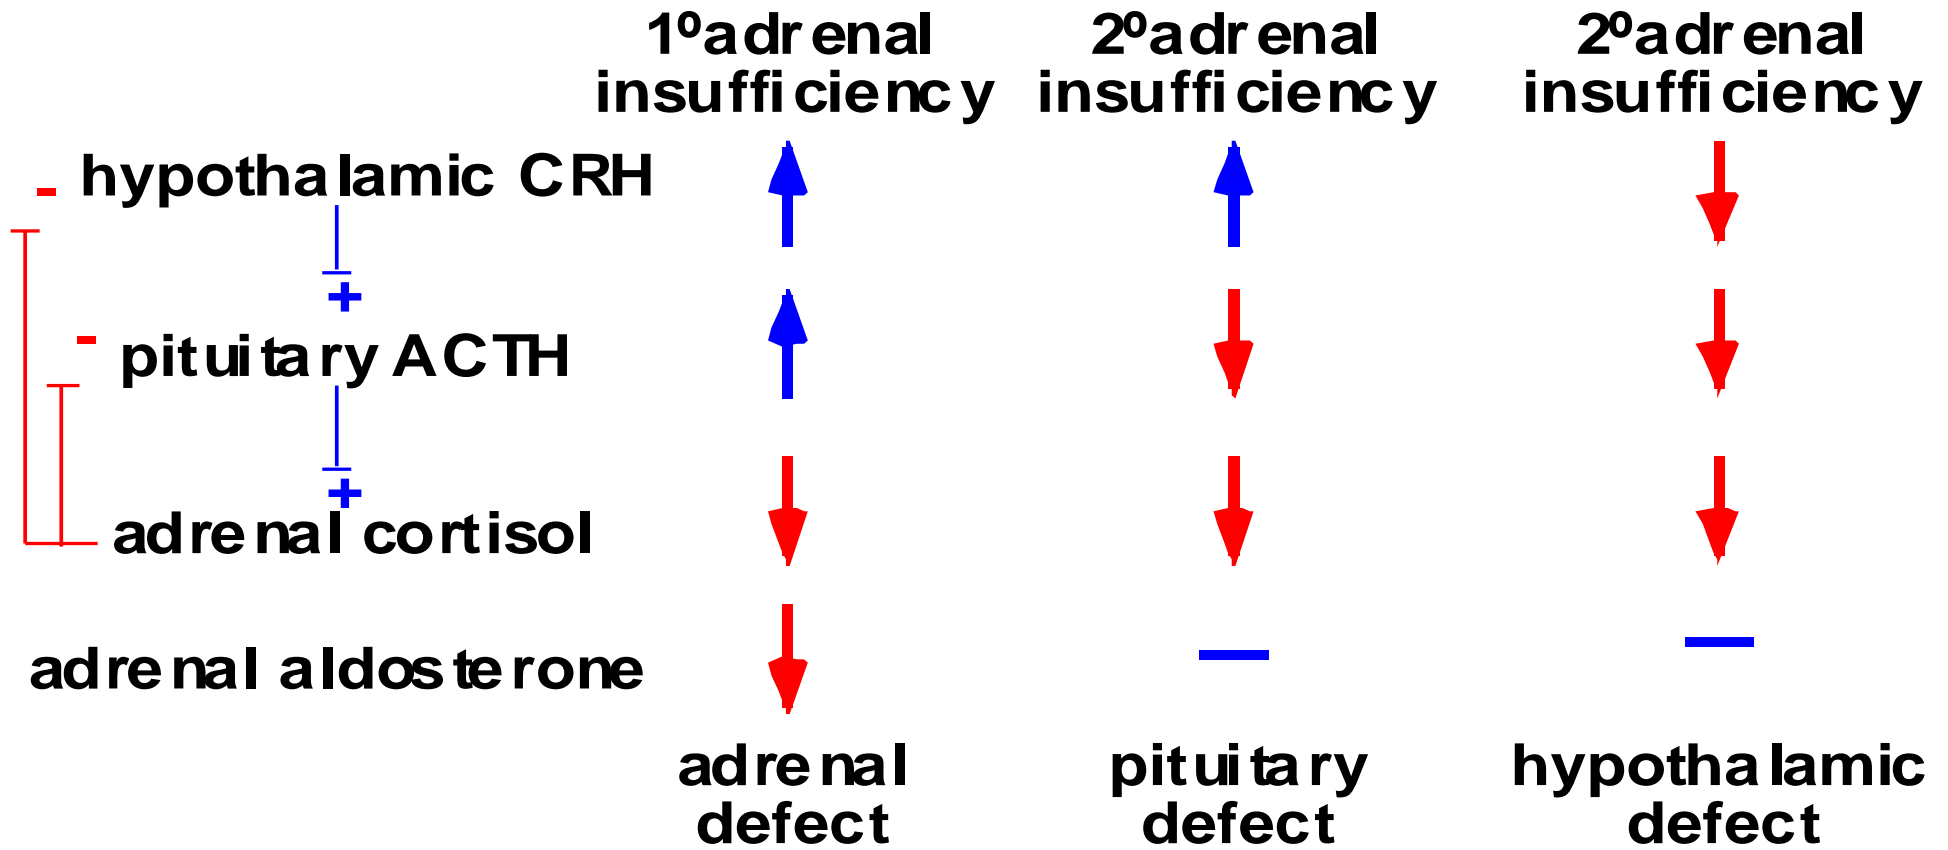 1ºadrenal
insufficiency
2ºadrenal
insufficiency
2ºadrenal
insufficiency
- hypothalamic CRH
+
- pituitary ACTH
+
adrenal cortisol
adrenal aldosterone
adrenal
defect
pituitary
defect
hypothalamic
defect